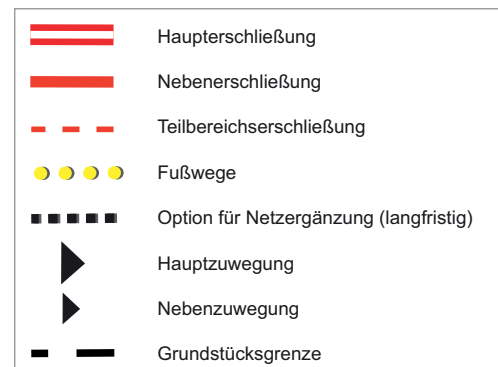 Haupterschließung
Nebenerschließung
Teilbereichserschließung
Fußwege
Option für Netzergänzung (langfristig)
Hauptzuwegung
Nebenzuwegung
Grundstücksgrenze